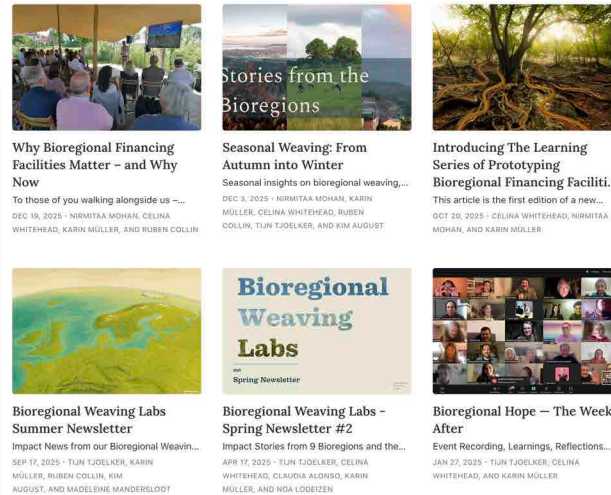 Stories from the
Bioregions
Why Bioregional Financing
Facilities Matter – and Why
Now
To those of you walking alongside us –...
DEC 19, 2025 · NIRMITAA MOHAN, CELINA
WHITEHEAD, KARIN MÜLLER, AND RUBEN COLLIN
Seasonal Weaving: From
Autumn into Winter
Seasonal insights on bioregional weaving,...
DEC 3, 2025 · NIRMITAA MOHAN, KARIN
MÜLLER, CELINA WHITEHEAD, RUBEN
COLLIN, TIJN TJOELKER, AND KIM AUGUST
Introducing The Learning
Series of Prototyping
Bioregional Financing Faciliti...
This article is the first edition of a new...
OCT 20, 2025 · CELINA WHITEHEAD, NIRMITAA
MOHAN, AND KARIN MÜLLER
Bioregional Weaving Labs
Summer Newsletter
Impact News from our Bioregional Weavin...
SEP 17, 2025 · TIJN TJOELKER, KARIN
MÜLLER, RUBEN COLLIN, KIM
AUGUST, AND MADELEINE MANDERSLOOT
Bioregional
Weaving
Labs
Spring Newsletter
Bioregional Weaving Labs -
Spring Newsletter #2
Impact Stories from 9 Bioregions and the...
APR 17, 2025 · TIJN TJOELKER, CELINA
WHITEHEAD, CLAUDIA ALONSO, KARIN
MÜLLER, AND NOA LODEIZEN
Bioregional Hope — The Week
After
Event Recording, Learnings, Reflections...
JAN 27, 2025 · TIJN TJOELKER, CELINA
WHITEHEAD, AND KARIN MÜLLER